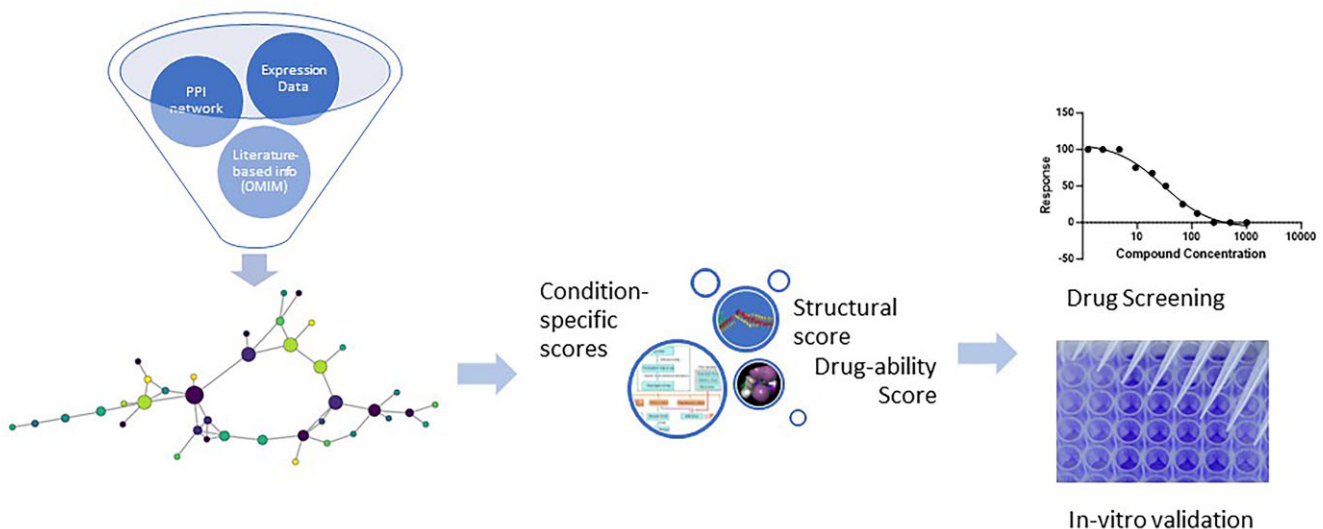 Expression
Data
PPI
network
Literature-
based info
(OMIM)
Condition-
specific
scores
Structural
score
Drug-ability
Score
150
100
50
0
-50
Response
10
100
1000
10000
Compound Concentration
Drug Screening
In-vitro validation